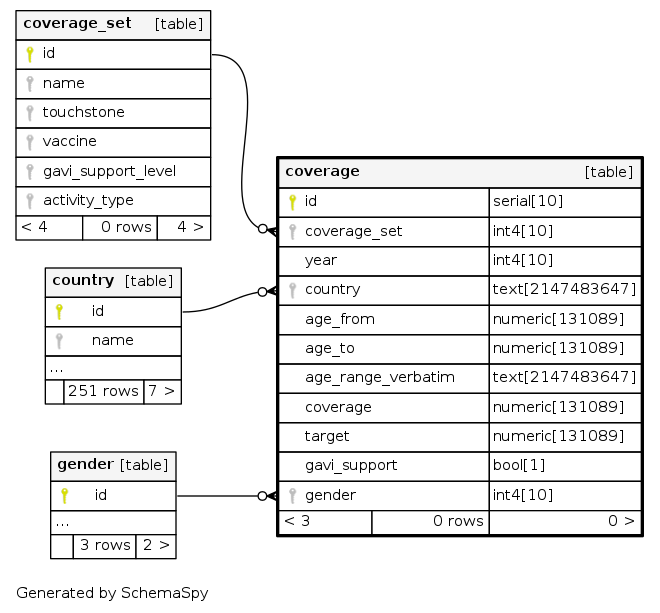 coverage_set [table]
id
name
touchstone
vaccine
gavi_support_level
activity_type
< 4 0 rows 4 >
coverage [table]
id serial[10]
coverage_set int4[10]
year int4[10]
country text[2147483647]
age_from numeric[131089]
age_to numeric[131089]
age_range_verbatim text[2147483647]
coverage numeric[131089]
target numeric[131089]
gavi_support bool[1]
gender int4[10]
< 3 0 rows 0 >
country [table]
id
name
...
251 rows 7 >
gender [table]
id
...
3 rows 2 >
Generated by SchemaSpy